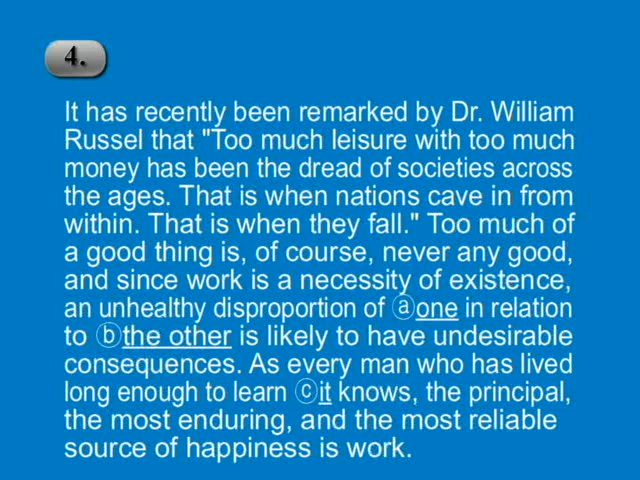 4.
It has recently been remarked by Dr. William
Russel that "Too much leisure with too much
money has been the dread of societies across
the ages. That is when nations cave in from
within. That is when they fall." Too much of
a good thing is, of course, never any good,
and since work is a necessity of existence,
an unhealthy disproportion of ⓐone in relation
to ⓑthe other is likely to have undesirable
consequences. As every man who has lived
long enough to learn ⓒit knows, the principal,
the most enduring, and the most reliable
source of happiness is work.